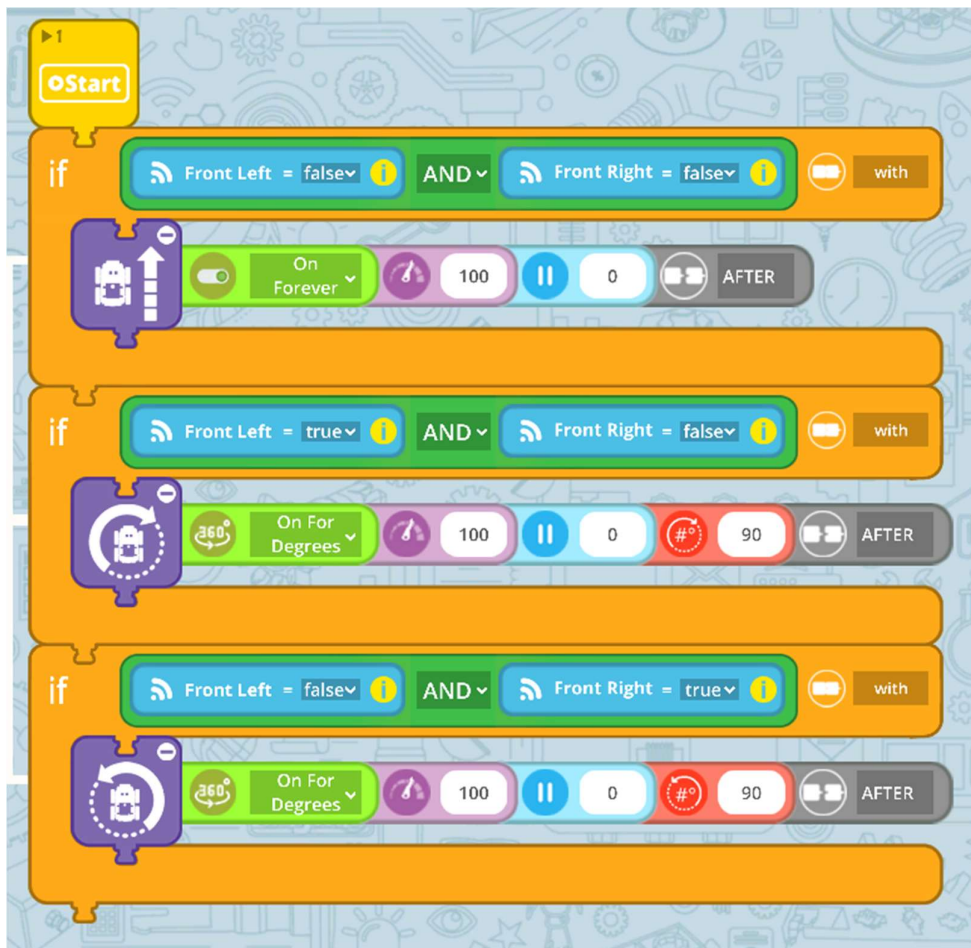 1
Start
if Front Left = false i AND Front Right = false i with
On Forever 100 0 AFTER
if Front Left = true i AND Front Right = false i with
360° On For Degrees 100 0 #° 90 AFTER
if Front Left = false i AND Front Right = true i with
360° On For Degrees 100 0 #° 90 AFTER